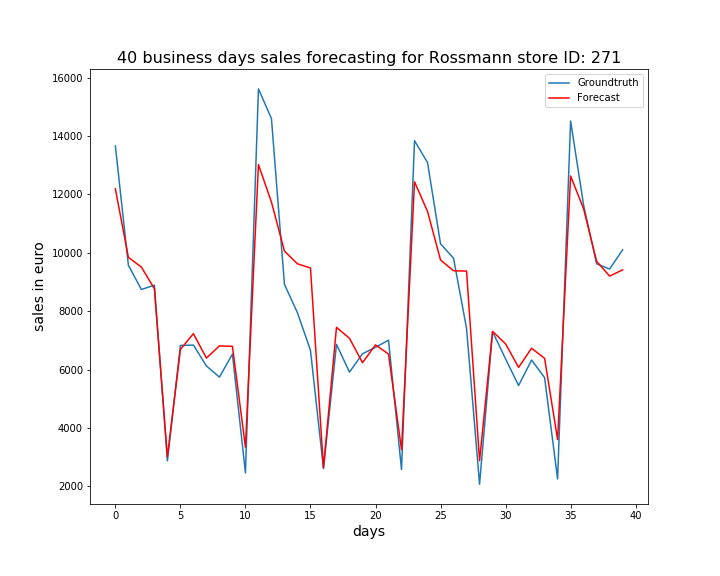 40 business days sales forecasting for Rossmann store ID: 271
Groundtruth
Forecast
16000
14000
12000
10000
8000
6000
4000
2000
sales in euro
0 5 10 15 20 25 30 35 40
days